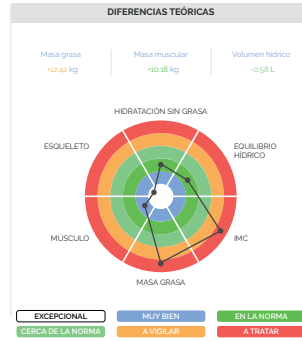 DIFERENCIAS TEÓRICAS
Masa grasa Masa muscular Volumen hídrico
+12.42 kg +10.18 kg -0.58 L
HIDRATACIÓN SIN GRASA
ESQUELETO EQUILIBRIO
HÍDRICO
MÚSCULO IMC
MASA GRASA
EXCEPCIONAL MUY BIEN EN LA NORMA
CERCA DE LA NORMA A VIGILAR A TRATAR